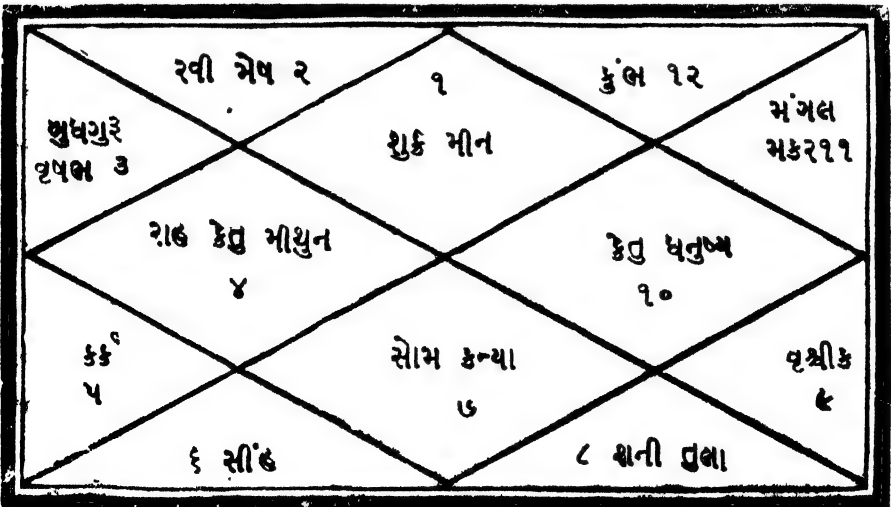 રવી મેષ ૨
૧
શુક્ર મીન
કુંભ ૧૨
મંગલ
મકર૧૧
બુધગુરૂ
વૃષભ ૩
રાહ કેતુ મીથુન
૪
કેતુ ધનુષ્ય
૧૦
કર્ક
૫
સોમ કન્યા
૭
વૃશ્ચીક
૯
૬ સીંહ
૮ શની તુલા